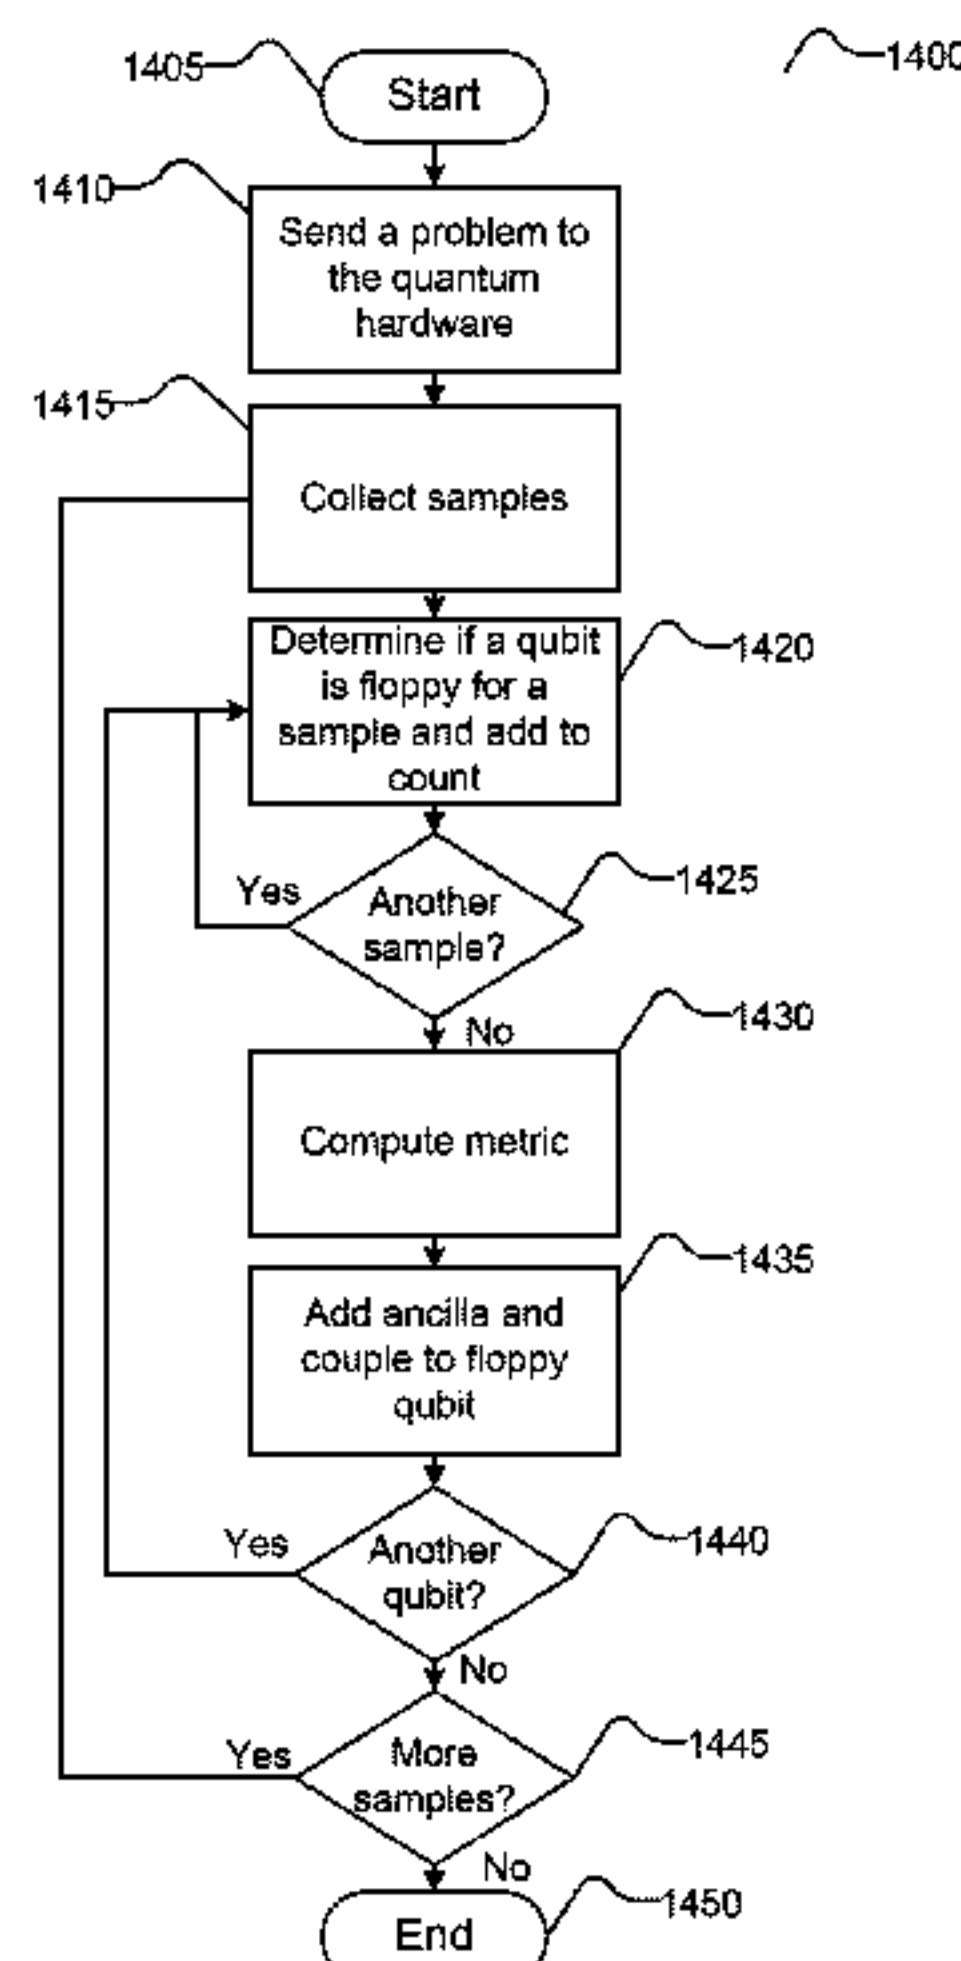 1400
1405
Start
1410
Send a problem to
the quantum
hardware
1415
Collect samples
Determine if a qubit
is floppy for a
sample and add to
count
1420
Yes
Another
sample?
1425
No
1430
Compute metric
1435
Add ancilla and
couple to floppy
qubit
Yes
Another
qubit?
1440
No
Yes
More
samples?
1445
No
End
1450